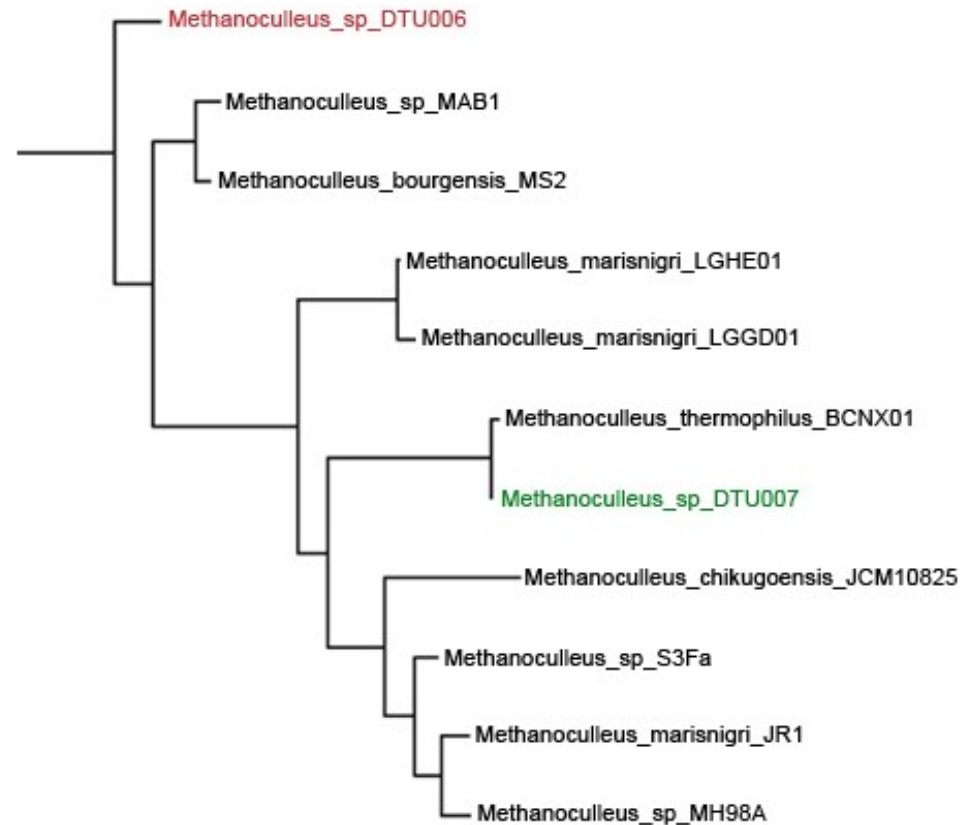 Methanoculleus_sp_DTU006
Methanoculleus_sp_MAB1
Methanoculleus_bourgensis_MS2
Methanoculleus_marisnigri_LGHE01
Methanoculleus_marisnigri_LGGD01
Methanoculleus_thermophilus_BCNX01
Methanoculleus_sp_DTU007
Methanoculleus_chikugoensis_JCM10825
Methanoculleus_sp_S3Fa
Methanoculleus_marisnigri_JR1
Methanoculleus_sp_MH98A